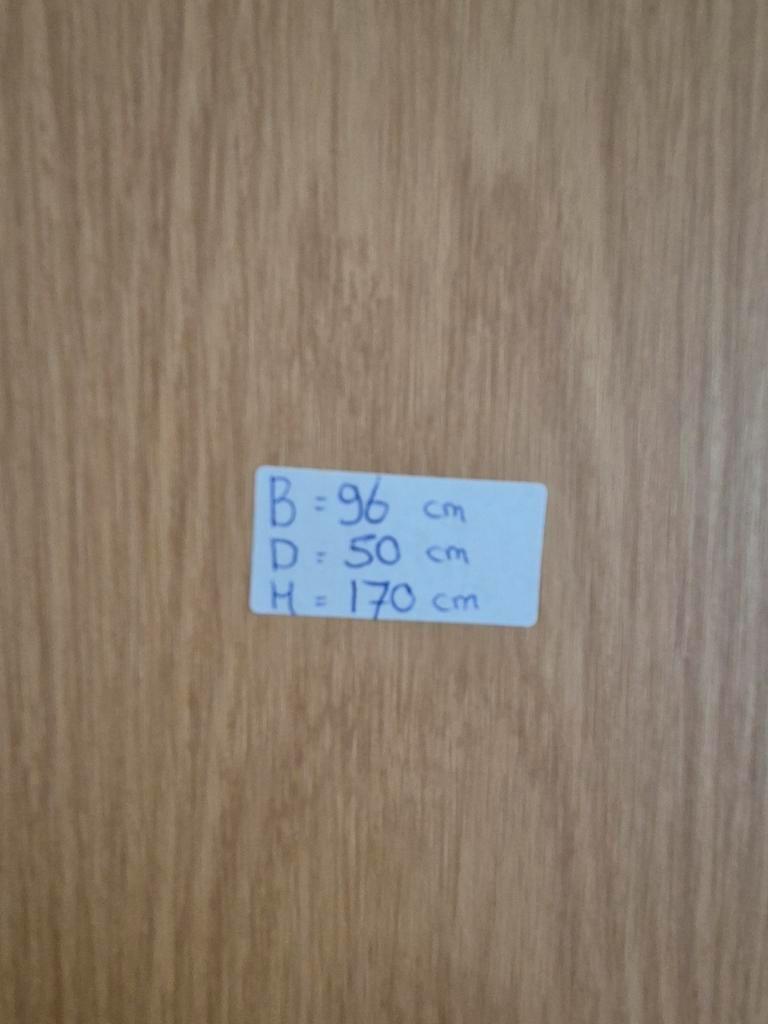 B = 96 cm
D = 50 cm
H = 170 cm